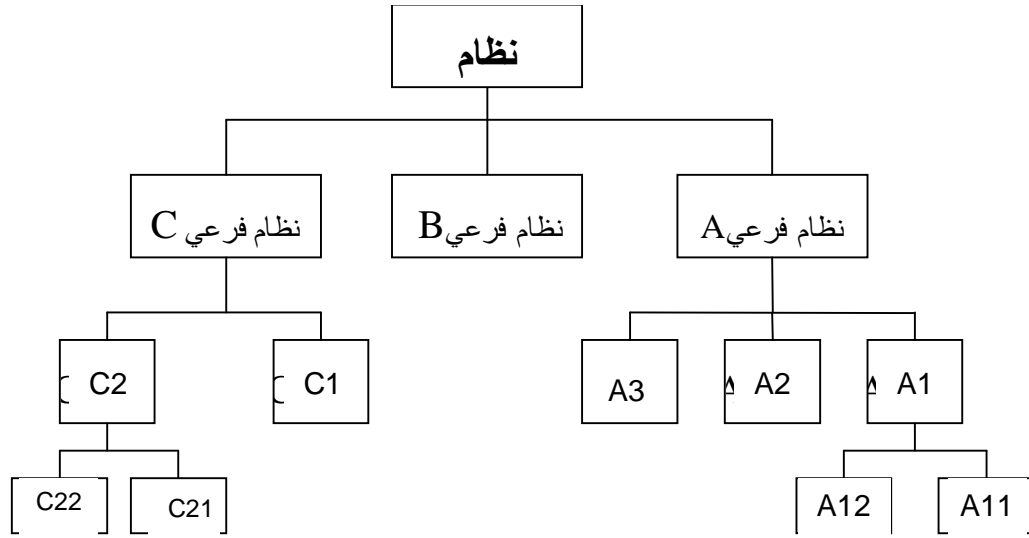 نظام
نظام فرعيA
نظام فرعيB
نظام فرعي C
A1
A2
A3
C1
C2
A11
A12
C21
C22